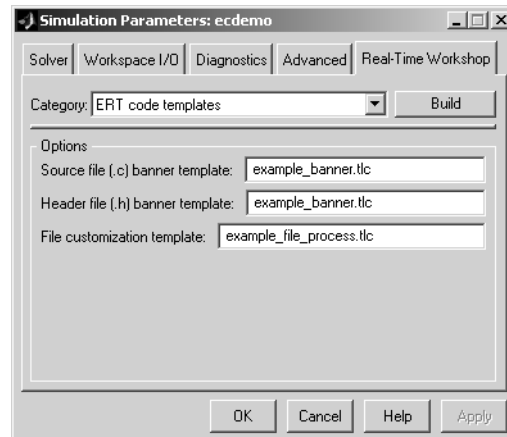 Simulation Parameters: ecdemo
Solver Workspace I/O Diagnostics Advanced Real-Time Workshop
Category: ERT code templates Build
Options
Source file (.c) banner template: example_banner.tlc
Header file (.h) banner template: example_banner.tlc
File customization template: example_file_process.tlc
OK Cancel Help Apply